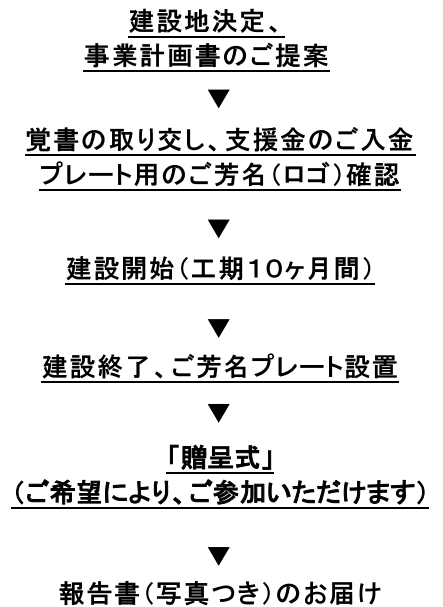 建設地決定、
事業計画書のご提案
▼
覚書の取り交し、支援金のご入金
プレート用のご芳名（ロゴ）確認
▼
建設開始（工期１０ヶ月間）
▼
建設終了、ご芳名プレート設置
▼
「贈呈式」
（ご希望により、ご参加いただけます）
▼
報告書（写真つき）のお届け